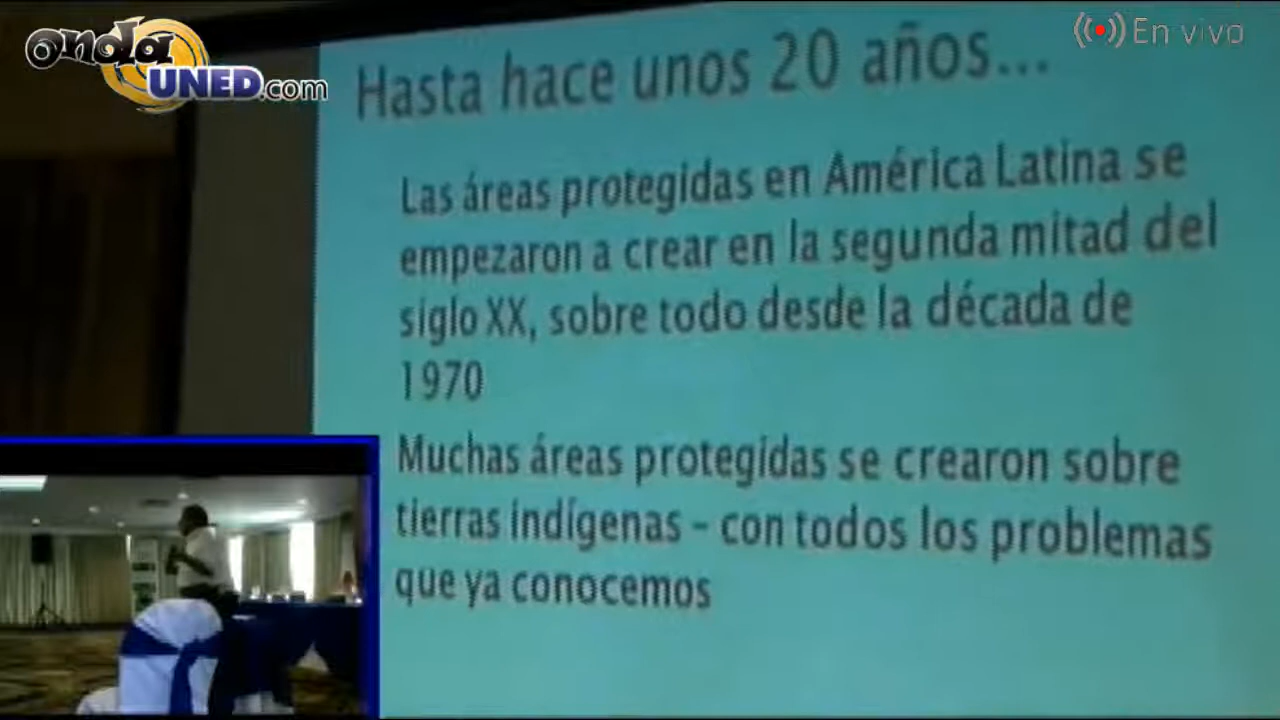 onda
UNED.com
En vivo
Hasta hace unos 20 años...
Las áreas protegidas en América Latina se
empezaron a crear en la segunda mitad del
siglo XX, sobre todo desde la década de
1970
Muchas áreas protegidas se crearon sobre
tierras indígenas – con todos los problemas
que ya conocemos